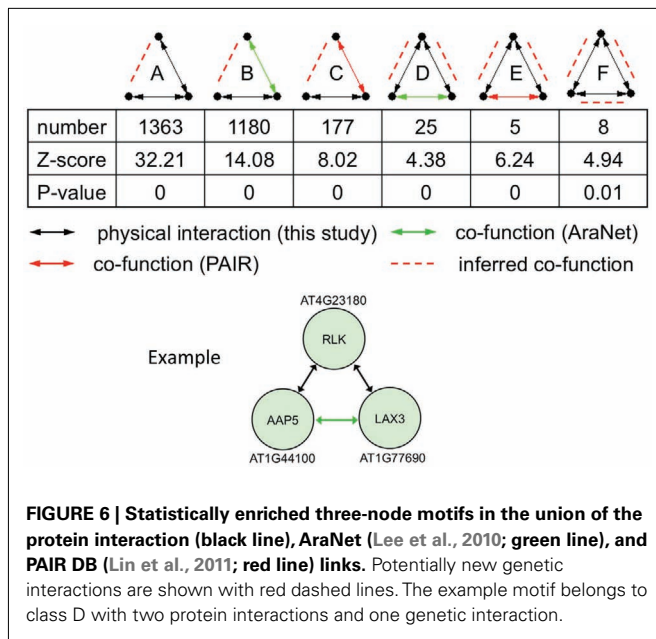 A B C D E F
number 1363 1180 177 25 5 8
Z-score 32.21 14.08 8.02 4.38 6.24 4.94
P-value 0 0 0 0 0 0.01
physical interaction (this study) co-function (AraNet)
co-function (PAIR) inferred co-function
AT4G23180
RLK
Example
AAP5 LAX3
AT1G44100 AT1G77690
FIGURE 6 | Statistically enriched three-node motifs in the union of the
protein interaction (black line), AraNet (Lee et al., 2010; green line), and
PAIR DB (Lin et al., 2011; red line) links. Potentially new genetic
interactions are shown with red dashed lines. The example motif belongs to
class D with two protein interactions and one genetic interaction.